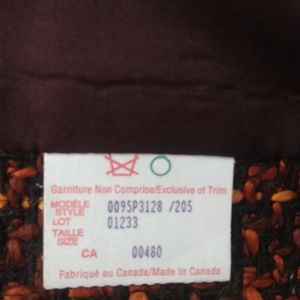 Garniture Non Comprise/Exclusive of Trim
MODÈLE
STYLE 0095P3128 /205
LOT 01233
TAILLE
SIZE
CA 00480
Fabriqué au Canada/Made in Canada